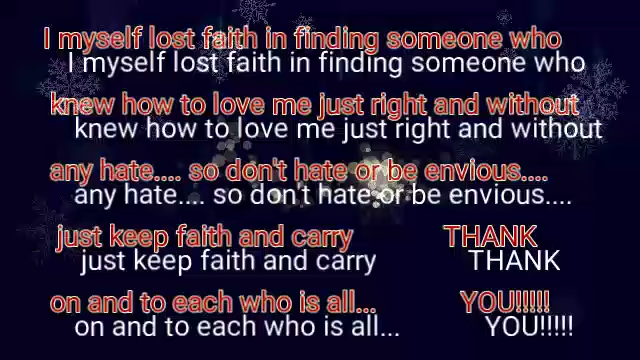 I myself lost faith in finding someone who
I myself lost faith in finding someone who
knew how to love me just right and without
knew how to love me just right and without
any hate.... so don't hate or be envious....
any hate.... so don't hate or be envious....
just keep faith and carry THANK
just keep faith and carry THANK
on and to each who is all... YOU!!!!!
on and to each who is all... YOU!!!!!